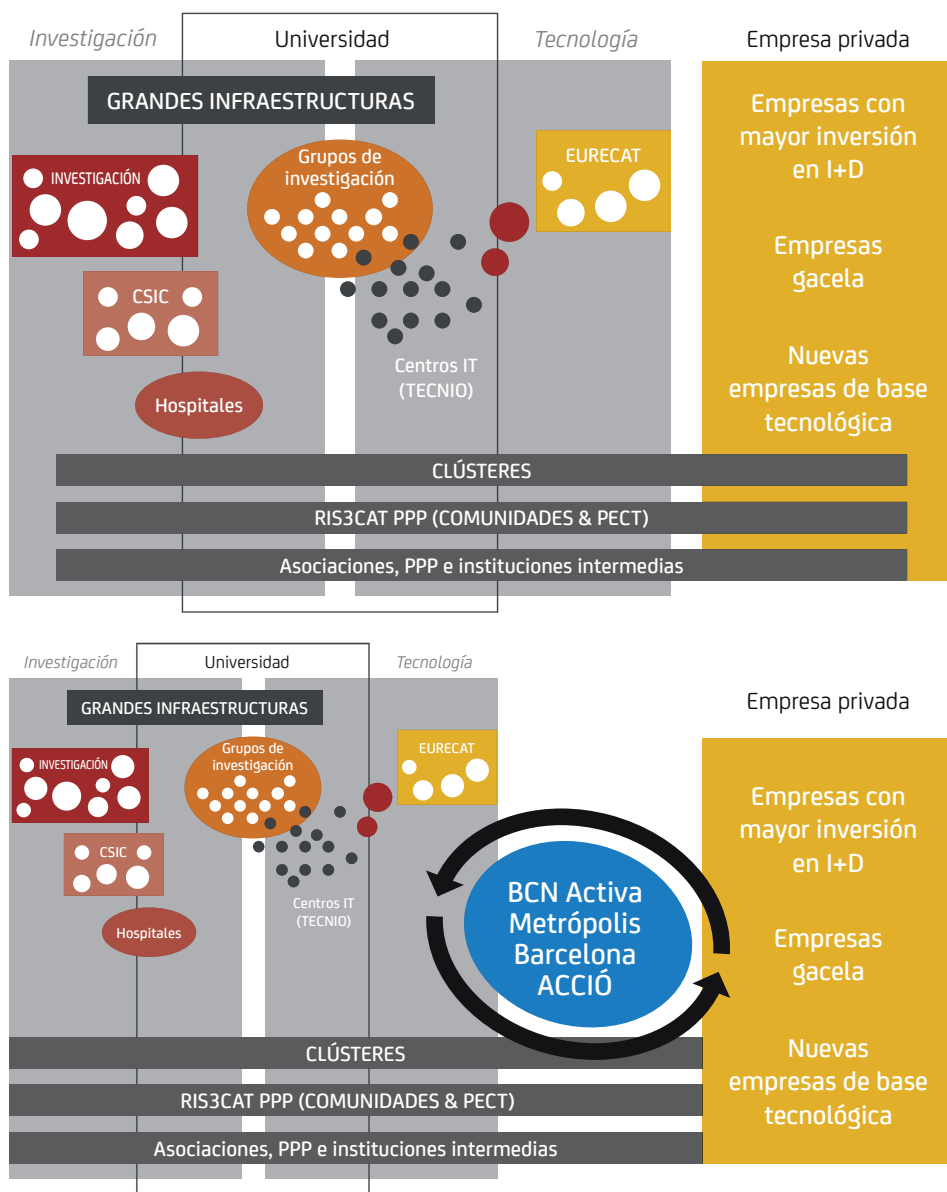 Investigación
Universidad
Tecnología
Empresa privada
GRANDES INFRAESTRUCTURAS
INVESTIGACIÓN
Grupos de
investigación
EURECAT
CSIC
Centros IT
(TECNIO)
Hospitales
Empresas con
mayor inversión
en I+D
Empresas
gacela
Nuevas
empresas de base
tecnológica
CLÚSTERES
RIS3CAT PPP (COMUNIDADES & PECT)
Asociaciones, PPP e instituciones intermedias
Investigación
Universidad
Tecnología
Empresa privada
GRANDES INFRAESTRUCTURAS
INVESTIGACIÓN
Grupos de
investigación
EURECAT
CSIC
Centros IT
(TECNIO)
Hospitales
BCN Activa
Metrópolis
Barcelona
ACCIÓ
Empresas con
mayor inversión
en I+D
Empresas
gacela
Nuevas
empresas de base
tecnológica
CLÚSTERES
RIS3CAT PPP (COMUNIDADES & PECT)
Asociaciones, PPP e instituciones intermedias